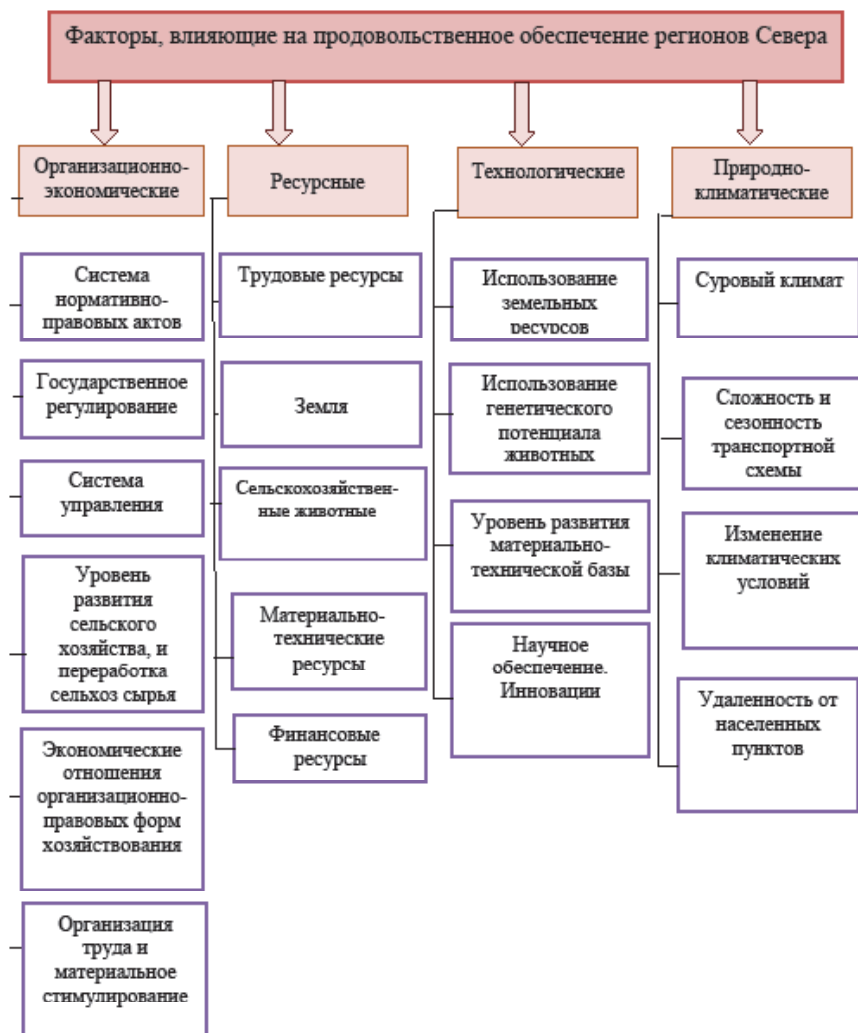 Факторы, влияющие на продовольственное обеспечение регионов Севера
Организационно-
экономические
Система
нормативно-
правовых актов
Государственное
регулирование
Система
управления
Уровень
развития
сельского
хозяйства, и
переработка
сельхоз сырья
Экономические
отношения
организационно-
правовых форм
хозяйствования
Организация
труда и
материальное
стимулирование
Ресурсные
Трудовые ресурсы
Земля
Сельскохозяйствен-
ные животные
Материально-
технические
ресурсы
Финансовые
ресурсы
Технологические
Использование
земельных
ресурсов
Использование
генетического
потенциала
животных
Уровень развития
материально-
технической базы
Научное
обеспечение.
Инновации
Природно-
климатические
Суровый климат
Сложность и
сезонность
транспортной
схемы
Изменение
климатических
условий
Удаленность от
населенных
пунктов